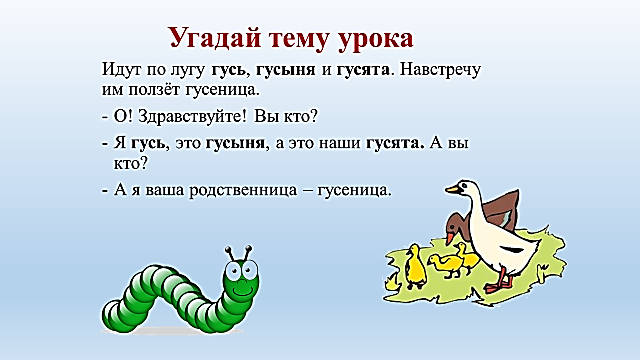 Угадай тему урока
Идут по лугу гусь, гусыня и гусята. Навстречу
им ползёт гусеница.
- О! Здравствуйте! Вы кто?
- Я гусь, это гусыня, а это наши гусята. А вы
кто?
- А я ваша родственница – гусеница.